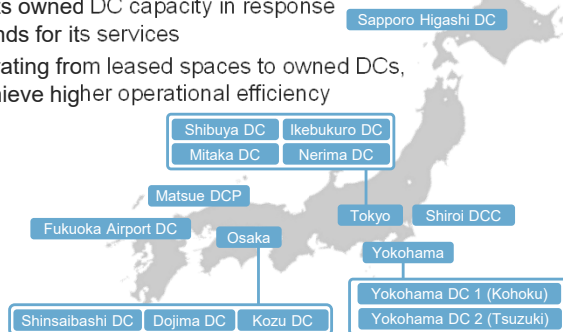 ts owned DC capacity in response
nds for its services
Sapporo Higashi DC
rating from leased spaces to owned DCs,
hieve higher operational efficiency
Shibuya DC
Ikebukuro DC
Mitaka DC
Nerima DC
Matsue DCP
Tokyo
Shiroi DCC
Fukuoka Airport DC
Osaka
Yokohama
Yokohama DC 1 (Kohoku)
Yokohama DC 2 (Tsuzuki)
Shinsaibashi DC
Dojima DC
Kozu DC